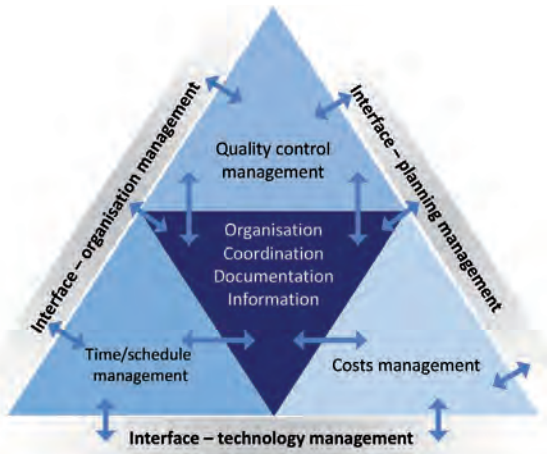 Quality control
management
Interface – organisation management
Interface – planning management
Organisation
Coordination
Documentation
Information
Time/schedule
management
Costs management
Interface – technology management